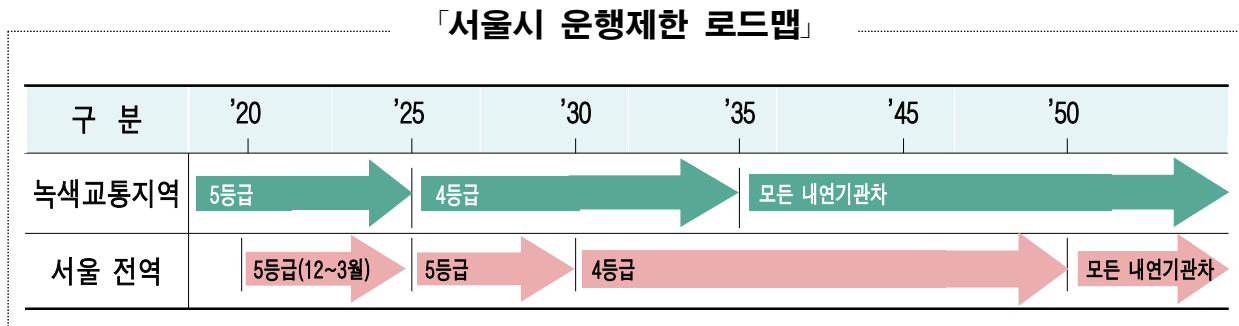 「서울시 운행제한 로드맵」
구 분 '20 '25 '30 '35 '45 '50
녹색교통지역 5등급 4등급 모든 내연기관차
서울 전역 5등급(12~3월) 5등급 4등급 모든 내연기관차